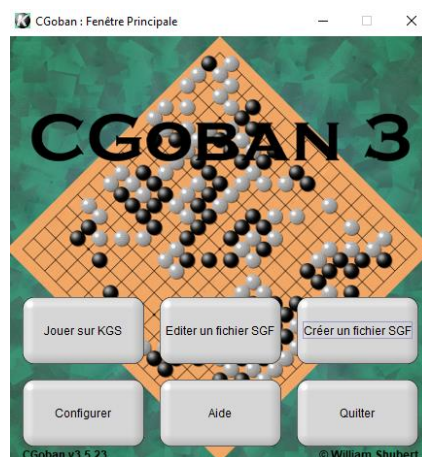 CGoban : Fenêtre Principale
CGOBAN 3
Jouer sur KGS
Editer un fichier SGF
Créer un fichier SGF
Configurer
Aide
Quitter
CGoban v3.5.23
© William Shubert